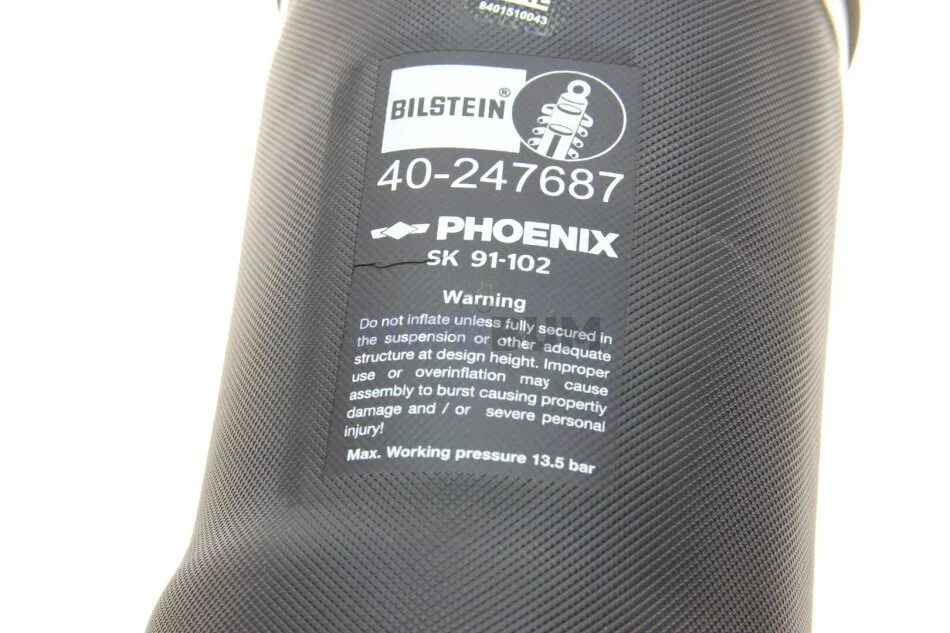 8401510043
BILSTEIN®
40-247687
PHOENIX
SK 91-102
Warning
Do not inflate unless fully secured in
the suspension or other adequate
structure at design height. Improper
use or overinflation may cause
assembly to burst causing propertly
damage and / or severe personal
injury!
Max. Working pressure 13.5 bar